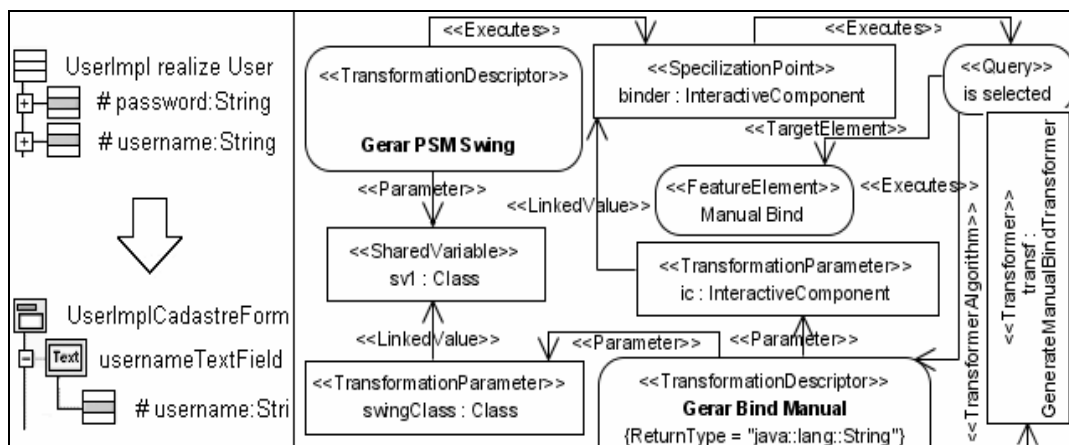 UserImpl realize User
# password:String
# username:String
UserImplCadastreForm
Text
usernameTextField
# username:Stri
<<Executes>>
<<Executes>>
<<TransformationDescriptor>>
Gerar PSM Swing
<<SpecilizationPoint>>
binder : InteractiveComponent
<<Query>>
is selected
<<TargetElement>>
<<Parameter>>
<<FeatureElement>>
Manual Bind
<<Executes>>
<<LinkedValue>>
<<SharedVariable>>
sv1 : Class
<<TransformationParameter>>
ic : InteractiveComponent
<<LinkedValue>>
<<Parameter>>
<<Parameter>>
<<TransformationParameter>>
swingClass : Class
<<TransformationDescriptor>>
Gerar Bind Manual
{ReturnType = "java::lang::String"}
<<TransformerAlgorithm>>
<<Transformer>>
transf :
GenerateManualBindTransformer